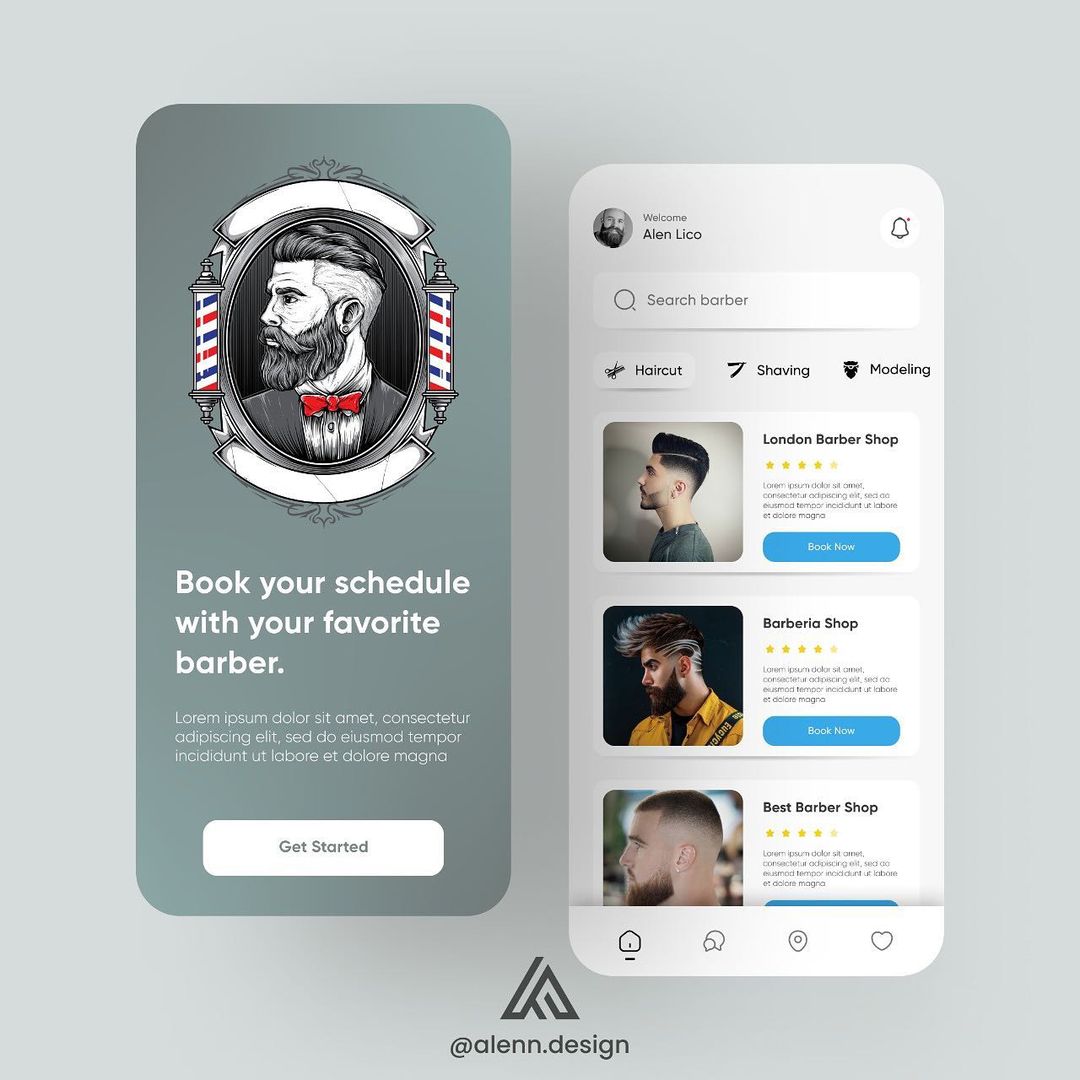 Book your schedule
with your favorite
barber.
Lorem ipsum dolor sit amet, consectetur
adipiscing elit, sed do eiusmod tempor
incididunt ut labore et dolore magna
Get Started
Welcome
Alen Lico
Search barber
Haircut
Shaving
Modeling
London Barber Shop
Lorem ipsum dolor sit amet,
consectetur adipiscing elit, sed do
eiusmod tempor incididunt ut labore
et dolore magna
Book Now
Barberia Shop
Lorem ipsum dolor sit amet,
consectetur adipiscing elit, sed do
eiusmod tempor incididunt ut labore
et dolore magna
Book Now
Best Barber Shop
Lorem ipsum dolor sit amet,
consectetur adipiscing elit, sed do
eiusmod tempor incididunt ut labore
et dolore magna
@alenn.design